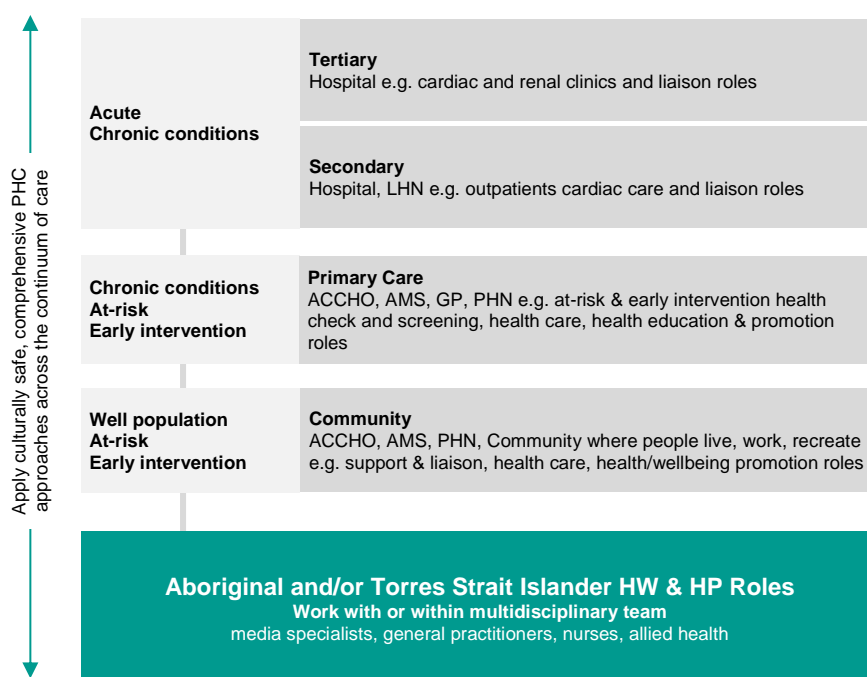 Apply culturally safe, comprehensive PHC
approaches across the continuum of care
Acute
Chronic conditions
Tertiary
Hospital e.g. cardiac and renal clinics and liaison roles
Secondary
Hospital, LHN e.g. outpatients cardiac care and liaison roles
Chronic conditions
At-risk
Early intervention
Primary Care
ACCHO, AMS, GP, PHN e.g. at-risk & early intervention health
check and screening, health care, health education & promotion
roles
Well population
At-risk
Early intervention
Community
ACCHO, AMS, PHN, Community where people live, work, recreate
e.g. support & liaison, health care, health/wellbeing promotion roles
Aboriginal and/or Torres Strait Islander HW & HP Roles
Work with or within multidisciplinary team
media specialists, general practitioners, nurses, allied health